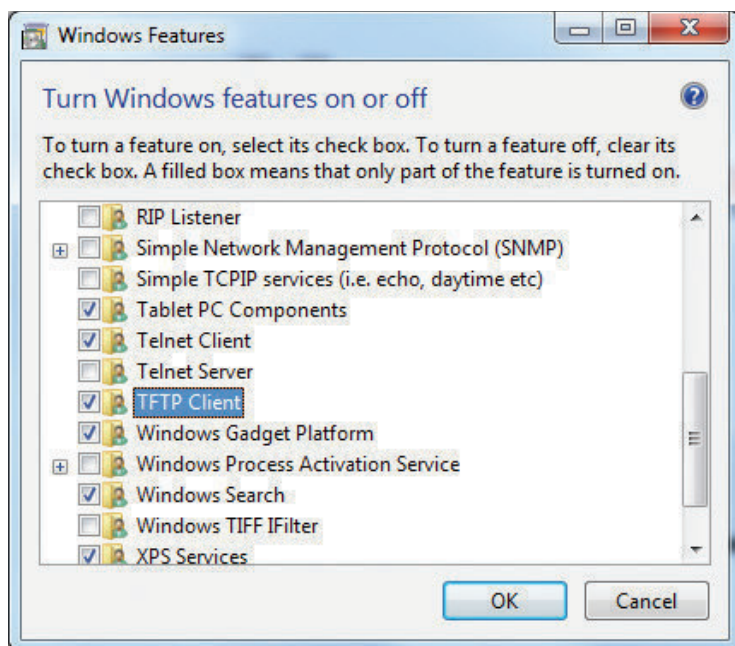 Windows Features
Turn Windows features on or off
To turn a feature on, select its check box. To turn a feature off, clear its
check box. A filled box means that only part of the feature is turned on.
RIP Listener
Simple Network Management Protocol (SNMP)
Simple TCPIP services (i.e. echo, daytime etc)
Tablet PC Components
Telnet Client
Telnet Server
TFTP Client
Windows Gadget Platform
Windows Process Activation Service
Windows Search
Windows TIFF IFilter
XPS Services
OK Cancel